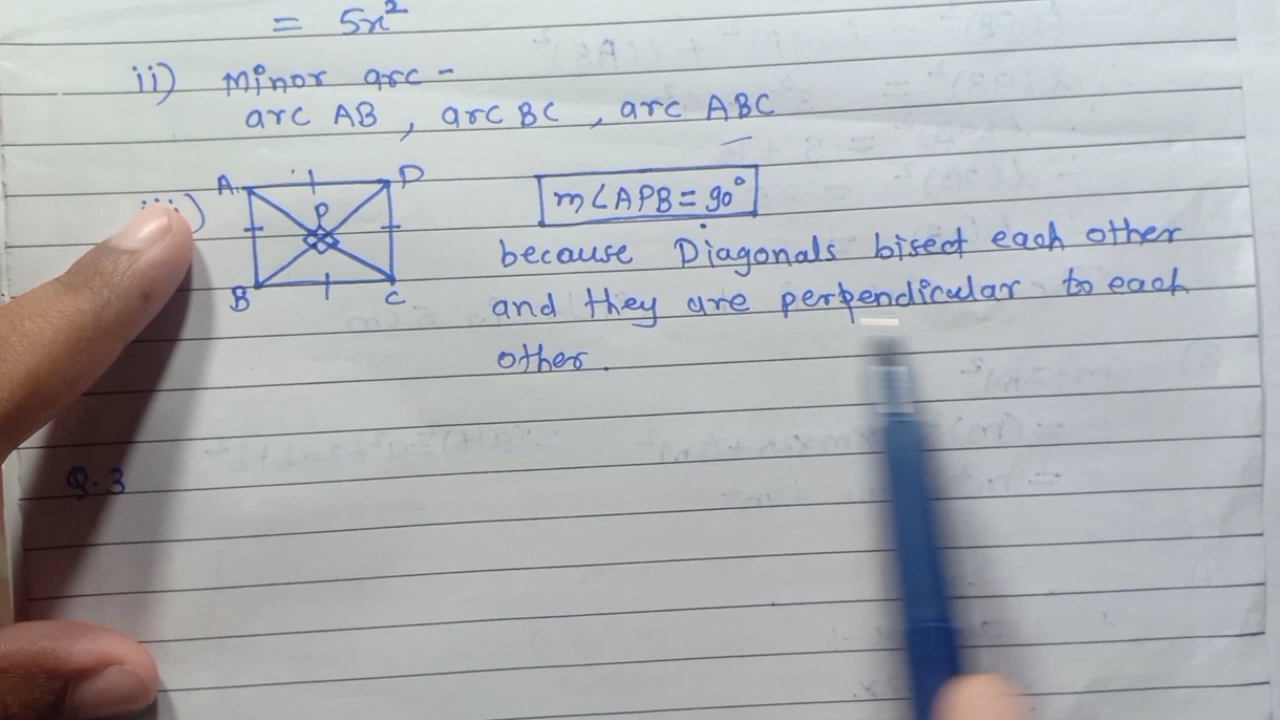 = 5x²
ii) Minor arc -
arc AB , arc BC , arc ABC
iii)
A D
P
B C
m∠APB = 90°
because Diagonals bisect each other
and they are perpendicular to each
other.
Q.3